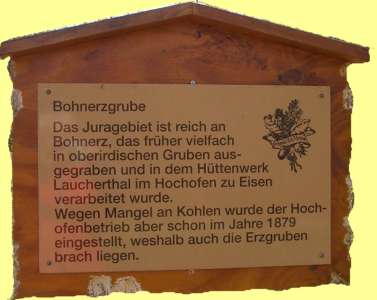 Bohnerzgrube
Das Juragebiet ist reich an
Bohnerz, das früher vielfach
in oberirdischen Gruben aus-
gegraben und in dem Hüttenwerk
Laucherthal im Hochofen zu Eisen
verarbeitet wurde.
Wegen Mangel an Kohlen wurde der Hoch-
ofenbetrieb aber schon im Jahre 1879
eingestellt, weshalb auch die Erzgruben
brach liegen.